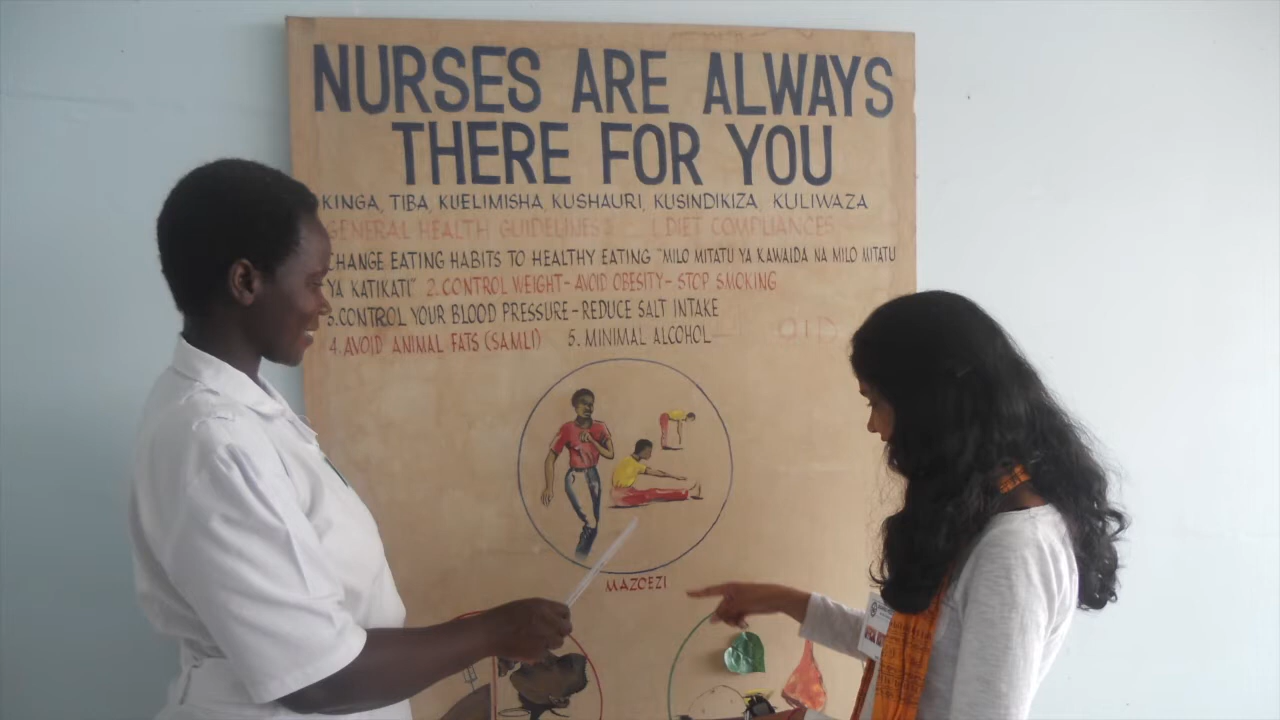 NURSES ARE ALWAYS
THERE FOR YOU
KINGA, TIBA, KUELIMISHA, KUSHAURI, KUSINDIKIZA, KULIWAZA
GENERAL HEALTH GUIDELINES: 1. DIET COMPLIANCES
CHANGE EATING HABITS TO HEALTHY EATING "MILO MITATU YA KAWAIDA NA MILO MITATU
YA KATIKATI" 2. CONTROL WEIGHT - AVOID OBESITY - STOP SMOKING
3. CONTROL YOUR BLOOD PRESSURE - REDUCE SALT INTAKE
4. AVOID ANIMAL FATS (SAMLI) 5. MINIMAL ALCOHOL
MAZOEZI